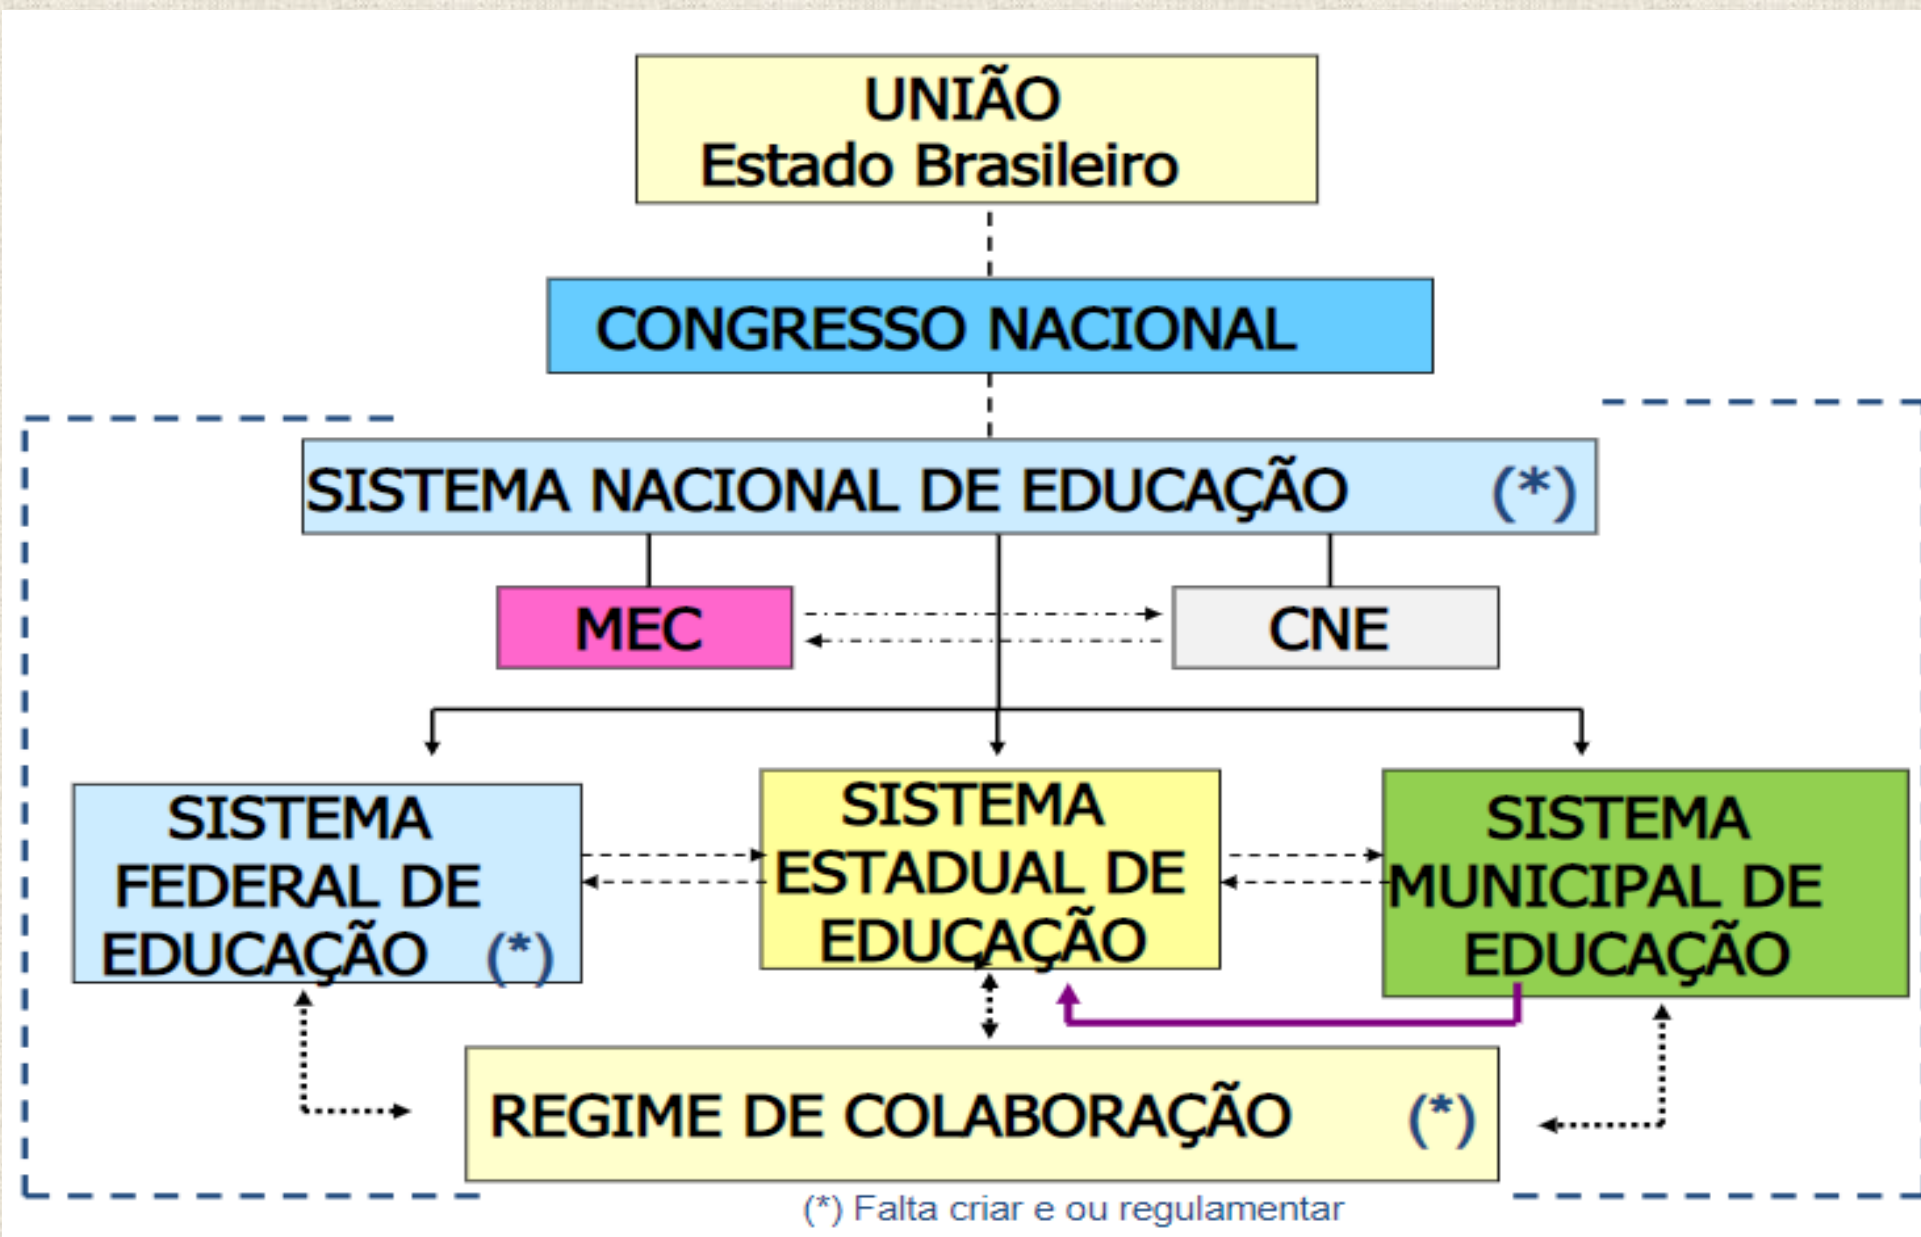 UNIÃO
Estado Brasileiro
CONGRESSO NACIONAL
SISTEMA NACIONAL DE EDUCAÇÃO (*)
MEC
CNE
SISTEMA
FEDERAL DE
EDUCAÇÃO (*)
SISTEMA
ESTADUAL DE
EDUCAÇÃO
SISTEMA
MUNICIPAL DE
EDUCAÇÃO
REGIME DE COLABORAÇÃO (*)
(*) Falta criar e ou regulamentar